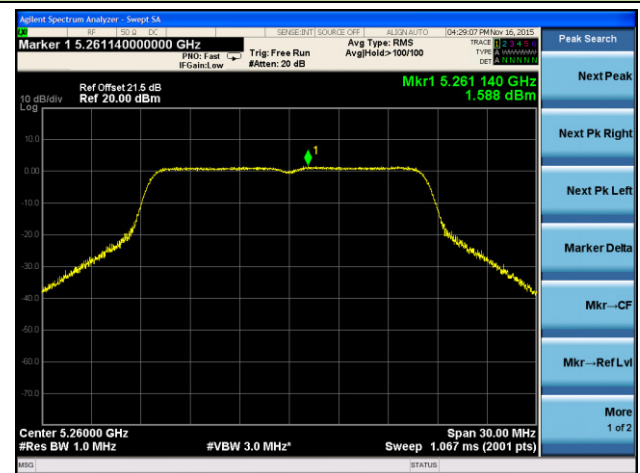 Agilent Spectrum Analyzer - Swept SA
RF 50 Ω DC SENSE:INT SOURCE OFF ALIGN AUTO 04:29:07 PM Nov 16, 2015
Marker 1 5.261140000000 GHz
PNO: Fast
IFGain:Low
Trig: Free Run
#Atten: 20 dB
Avg Type: RMS
Avg|Hold:>100/100
TRACE 1 2 3 4 5 6
TYPE A
DET A N N N N N
Peak Search
Ref Offset 21.5 dB
10 dB/div Ref 20.00 dBm
Log
Mkr1 5.261 140 GHz
1.588 dBm
Next Peak
10.0
1
Next Pk Right
0.00
-10.0
Next Pk Left
-20.0
Marker Delta
-30.0
-40.0
Mkr→CF
-50.0
-60.0
Mkr→Ref Lvl
-70.0
More
1 of 2
Center 5.26000 GHz Span 30.00 MHz
#Res BW 1.0 MHz #VBW 3.0 MHz* Sweep 1.067 ms (2001 pts)
MSG STATUS